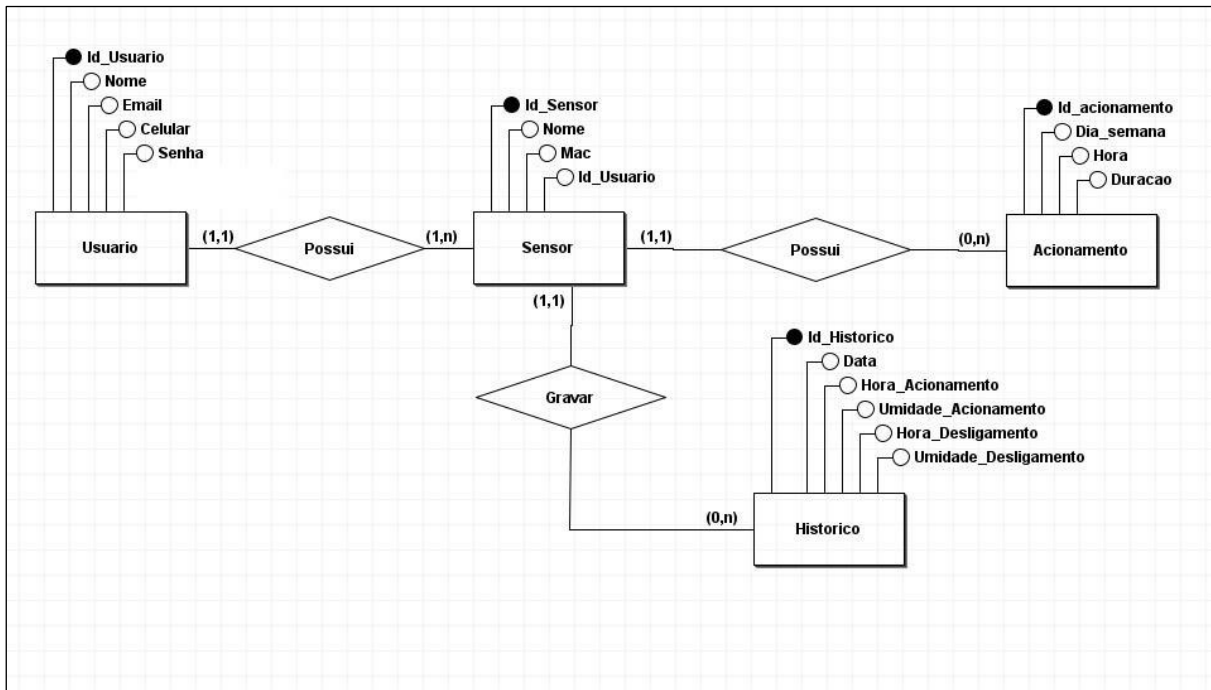 Id_Usuario
Nome
Email
Celular
Senha
Usuario
(1,1)
Possui
(1,n)
Id_Sensor
Nome
Mac
Id_Usuario
Sensor
(1,1)
Possui
(0,n)
Id_acionamento
Dia_semana
Hora
Duracao
Acionamento
(1,1)
Gravar
(0,n)
Id_Historico
Data
Hora_Acionamento
Umidade_Acionamento
Hora_Desligamento
Umidade_Desligamento
Historico